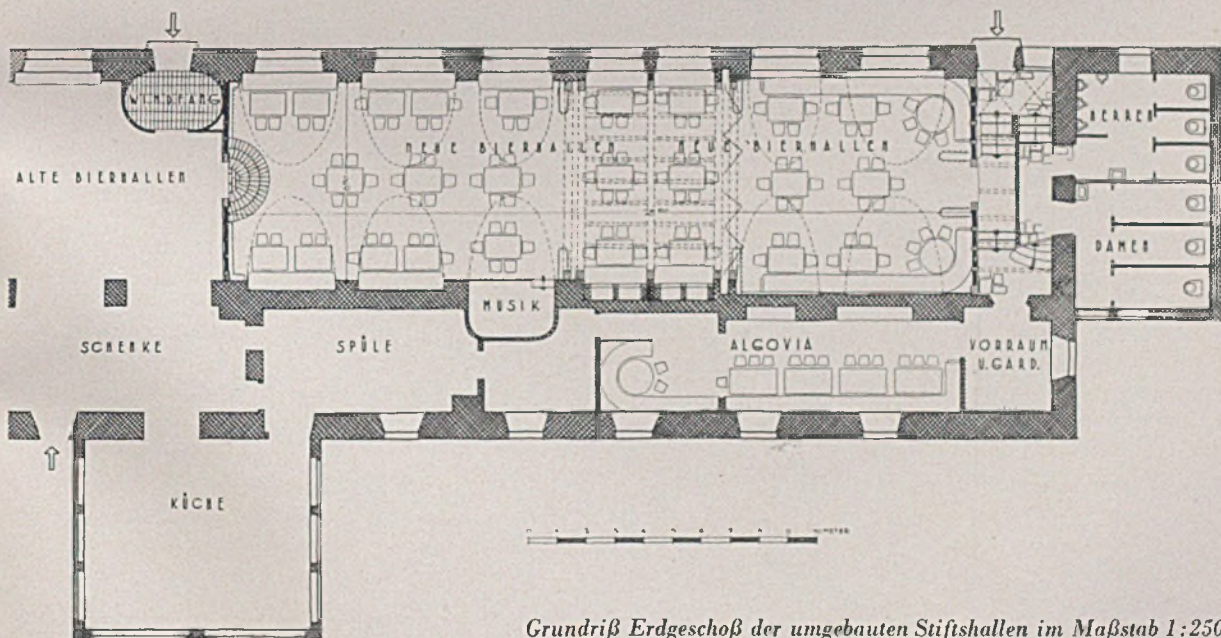 WINDFANG
HERREN
NEUE BIERHALLEN
NEUE BIERHALLEN
ALTE BIERHALLEN
DAMEN
MUSIK
SCHENKE
SPÜLE
ALGOVIA
VORRAUM
U. GARD.
KÜCHE
Grundriß Erdgeschoß der umgebauten Stiftshallen im Maßstab 1:250